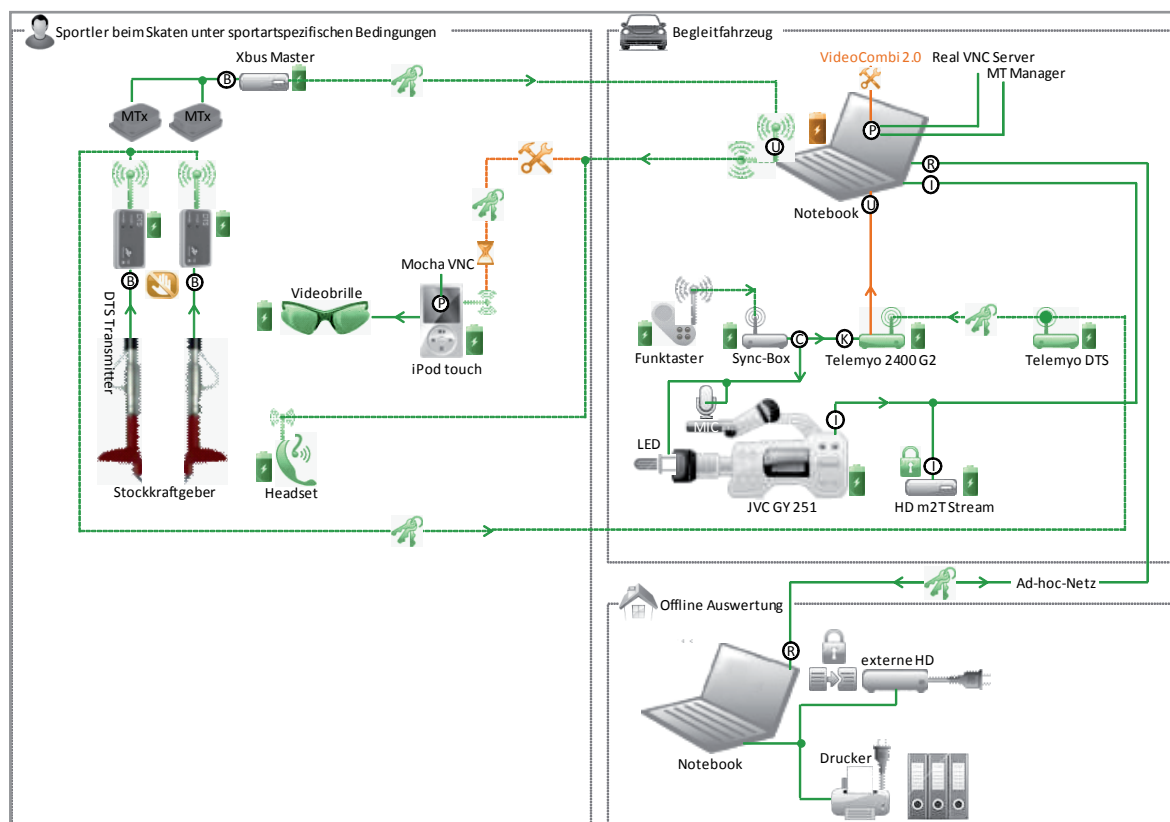 Sportler beim Skaten unter sportartspezifischen Bedingungen
Xbus Master
B
MTx
MTx
DTS
DTS
B
B
DTS Transmitter
Stockkraftgeber
Mocha VNC
P
Videobrille
iPod touch
Headset
Begleitfahrzeug
VideoCombi 2.0
Real VNC Server
MT Manager
P
U
R
I
Notebook
U
Funktaster
Sync-Box
C
K
Telemyo 2400 G2
Telemyo DTS
MIC
LED
I
I
JVC GY 251
HD m2T Stream
Ad-hoc-Netz
Offline Auswertung
R
externe HD
Notebook
Drucker